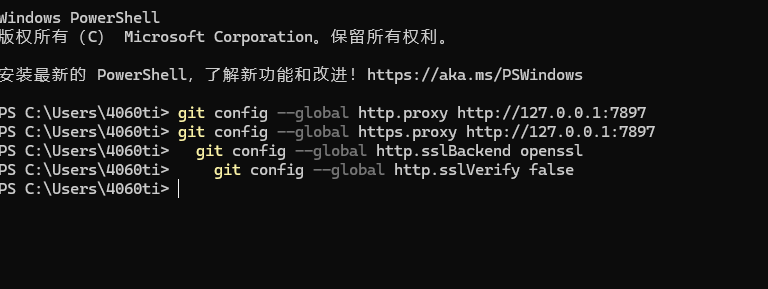 Windows PowerShell
版权所有（C） Microsoft Corporation。保留所有权利。
安装最新的 PowerShell，了解新功能和改进！https://aka.ms/PSWindows
PS C:\Users\4060ti> git config --global http.proxy http://127.0.0.1:7897
PS C:\Users\4060ti> git config --global https.proxy http://127.0.0.1:7897
PS C:\Users\4060ti>   git config --global http.sslBackend openssl
PS C:\Users\4060ti>     git config --global http.sslVerify false
PS C:\Users\4060ti>